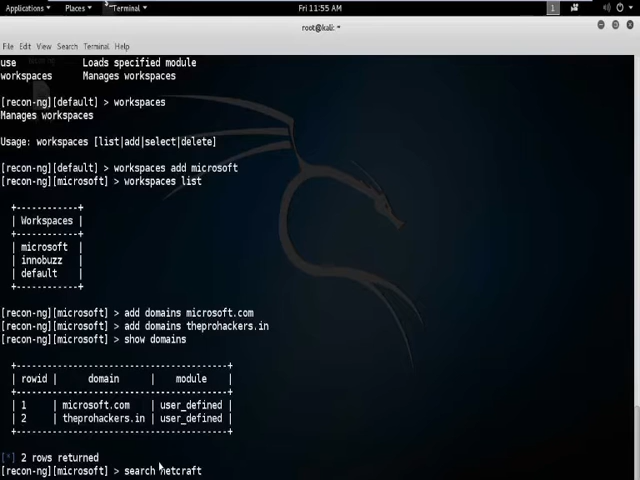 Applications Places Terminal Fri 11:55 AM 1
root@kali: ~
File Edit View Search Terminal Help
use Loads specified module
workspaces Manages workspaces
[recon-ng][default] > workspaces
Manages workspaces
Usage: workspaces [list|add|select|delete]
[recon-ng][default] > workspaces add microsoft
[recon-ng][microsoft] > workspaces list
+------------+
| Workspaces |
+------------+
| microsoft |
| innobuzz |
| default |
+------------+
[recon-ng][microsoft] > add domains microsoft.com
[recon-ng][microsoft] > add domains theprohackers.in
[recon-ng][microsoft] > show domains
+-------------------------------------------+
| rowid | domain | module |
+-------------------------------------------+
| 1 | microsoft.com | user_defined |
| 2 | theprohackers.in | user_defined |
+-------------------------------------------+
[*] 2 rows returned
[recon-ng][microsoft] > search netcraft